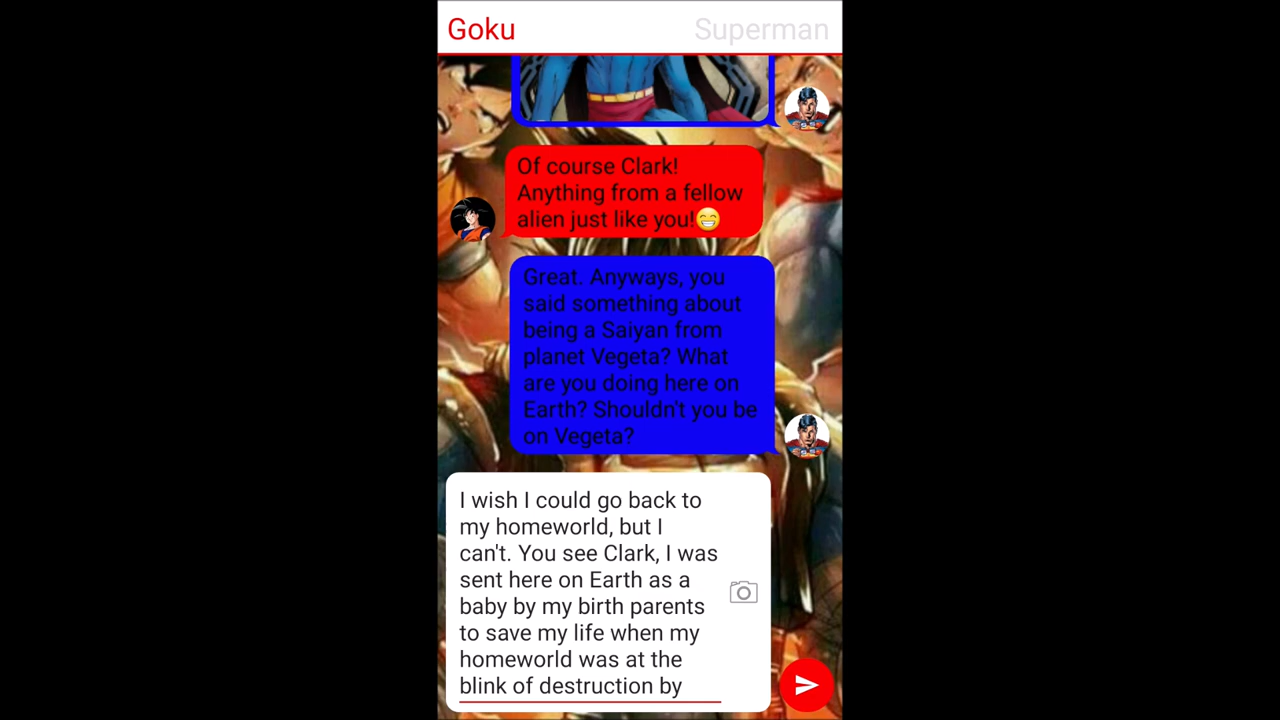 Goku
Superman
Of course Clark!
Anything from a fellow
alien just like you!😁
Great. Anyways, you
said something about
being a Saiyan from
planet Vegeta? What
are you doing here on
Earth? Shouldn't you be
on Vegeta?
I wish I could go back to
my homeworld, but I
can't. You see Clark, I was
sent here on Earth as a
baby by my birth parents
to save my life when my
homeworld was at the
blink of destruction by